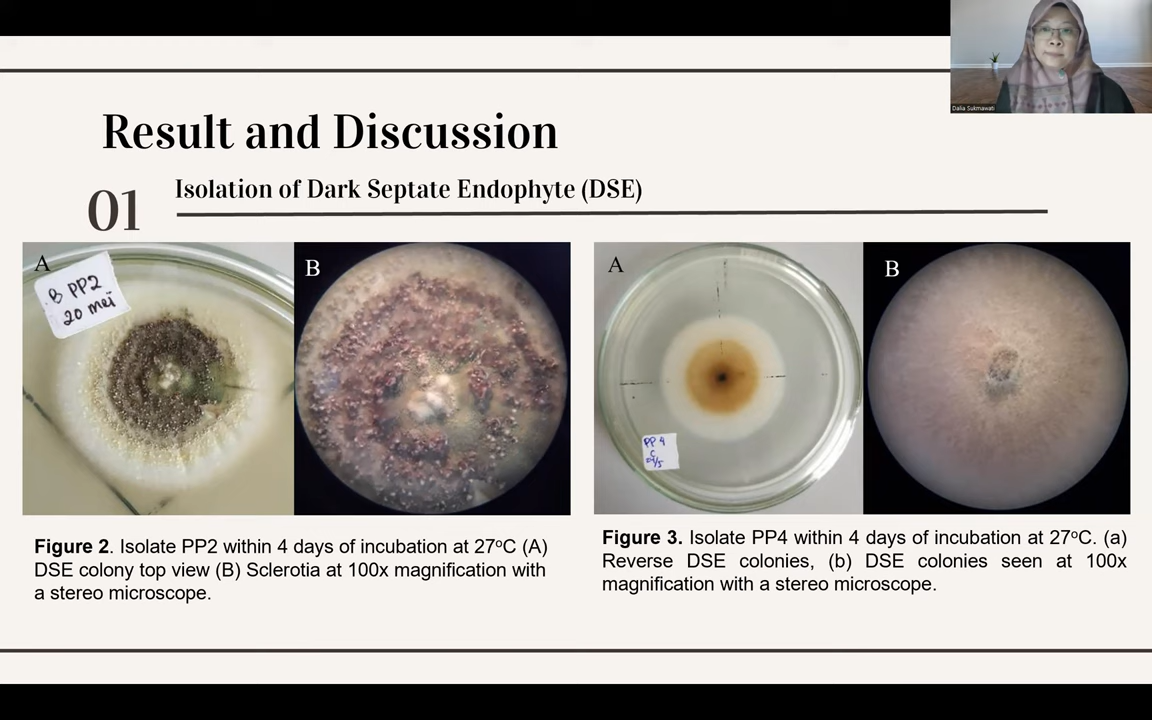 Dalia Sukmawati
Result and Discussion
01
Isolation of Dark Septate Endophyte (DSE)
A
B PP2
20 mei
B
A
PP 4
C
B
Figure 2. Isolate PP2 within 4 days of incubation at 27°C (A)
DSE colony top view (B) Sclerotia at 100x magnification with
a stereo microscope.
Figure 3. Isolate PP4 within 4 days of incubation at 27°C. (a)
Reverse DSE colonies, (b) DSE colonies seen at 100x
magnification with a stereo microscope.